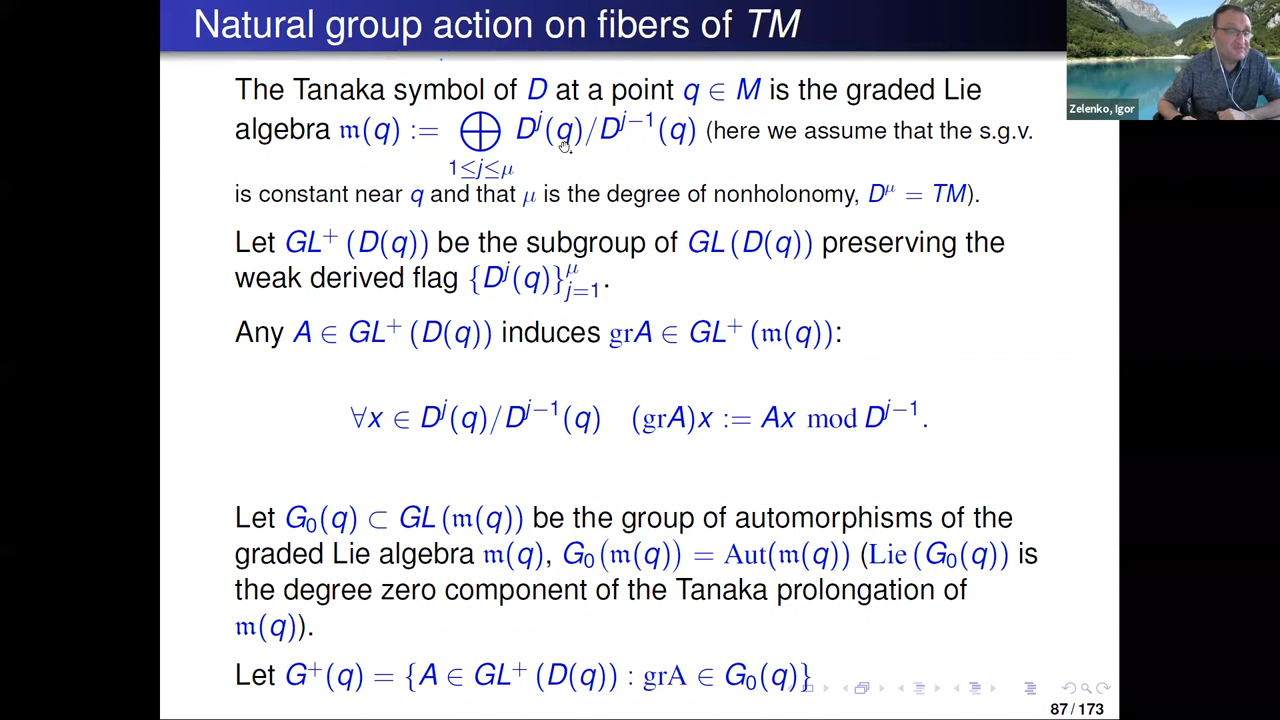 Natural group action on fibers of TM
The Tanaka symbol of D at a point q ∈ M is the graded Lie
algebra 𝔪(q) := ⨁_{1≤j≤μ} D^j(q)/D^{j−1}(q) (here we assume that the s.g.v.
is constant near q and that μ is the degree of nonholonomy, D^μ = TM).
Let GL^+(D(q)) be the subgroup of GL(D(q)) preserving the
weak derived flag {D^j(q)}_{j=1}^μ.
Any A ∈ GL^+(D(q)) induces grA ∈ GL^+(𝔪(q)):
∀x ∈ D^j(q)/D^{j−1}(q) (grA)x := Ax mod D^{j−1}.
Let G_0(q) ⊂ GL(𝔪(q)) be the group of automorphisms of the
graded Lie algebra 𝔪(q), G_0(𝔪(q)) = Aut(𝔪(q)) (Lie(G_0(q)) is
the degree zero component of the Tanaka prolongation of
𝔪(q)).
Let G^+(q) = {A ∈ GL^+(D(q)) : grA ∈ G_0(q)}
87 / 173
Zelenko, Igor